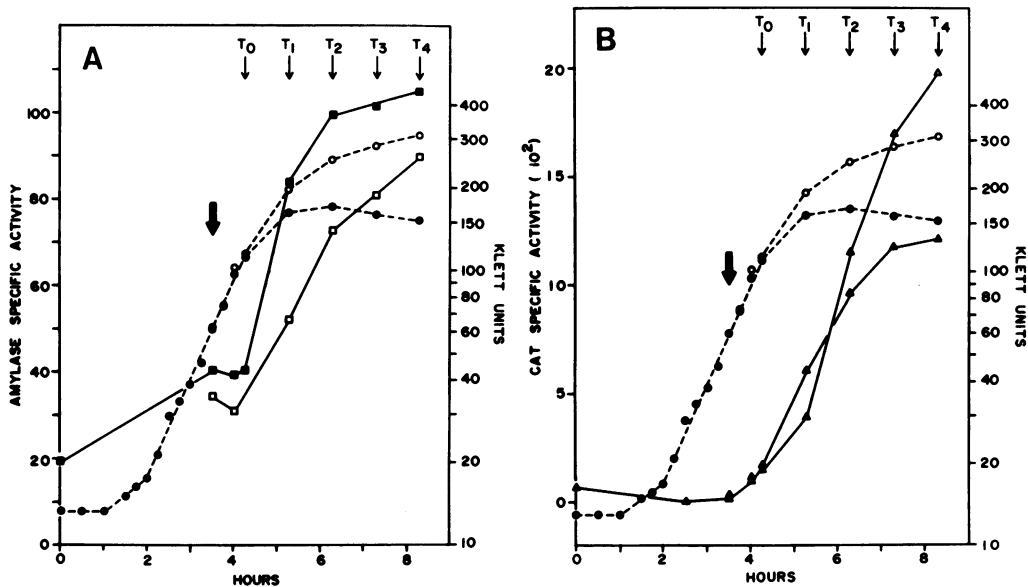 A
T0 T1 T2 T3 T4
AMYLASE SPECIFIC ACTIVITY
100
80
60
40
20
0
400
300
200
150
100
80
60
40
20
10
KLETT UNITS
0 2 4 6 8
HOURS
B
T0 T1 T2 T3 T4
CAT SPECIFIC ACTIVITY ( 10²)
20
15
10
5
0
400
300
200
150
100
80
60
40
20
10
KLETT UNITS
0 2 4 6 8
HOURS